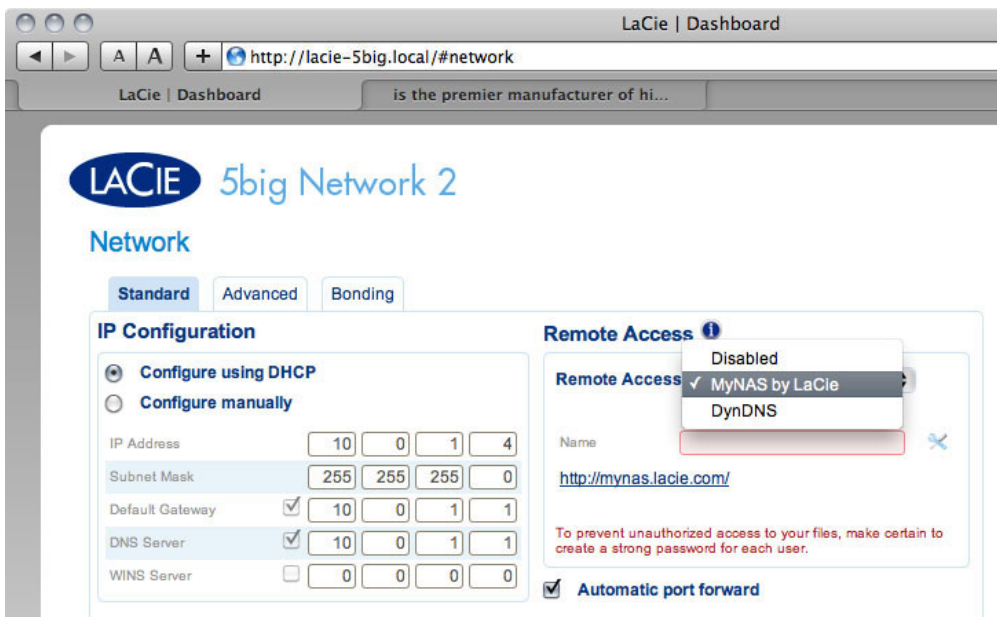 LaCie | Dashboard
A A + http://lacie-5big.local/#network
LaCie | Dashboard
is the premier manufacturer of hi...
LACIE 5big Network 2
Network
Standard Advanced Bonding
IP Configuration
Configure using DHCP
Configure manually
IP Address 10 0 1 4
Subnet Mask 255 255 255 0
Default Gateway 10 0 1 1
DNS Server 10 0 1 1
WINS Server 0 0 0 0
Remote Access i
Remote Access
Disabled
✓ MyNAS by LaCie
DynDNS
Name
http://mynas.lacie.com/
To prevent unauthorized access to your files, make certain to
create a strong password for each user.
Automatic port forward